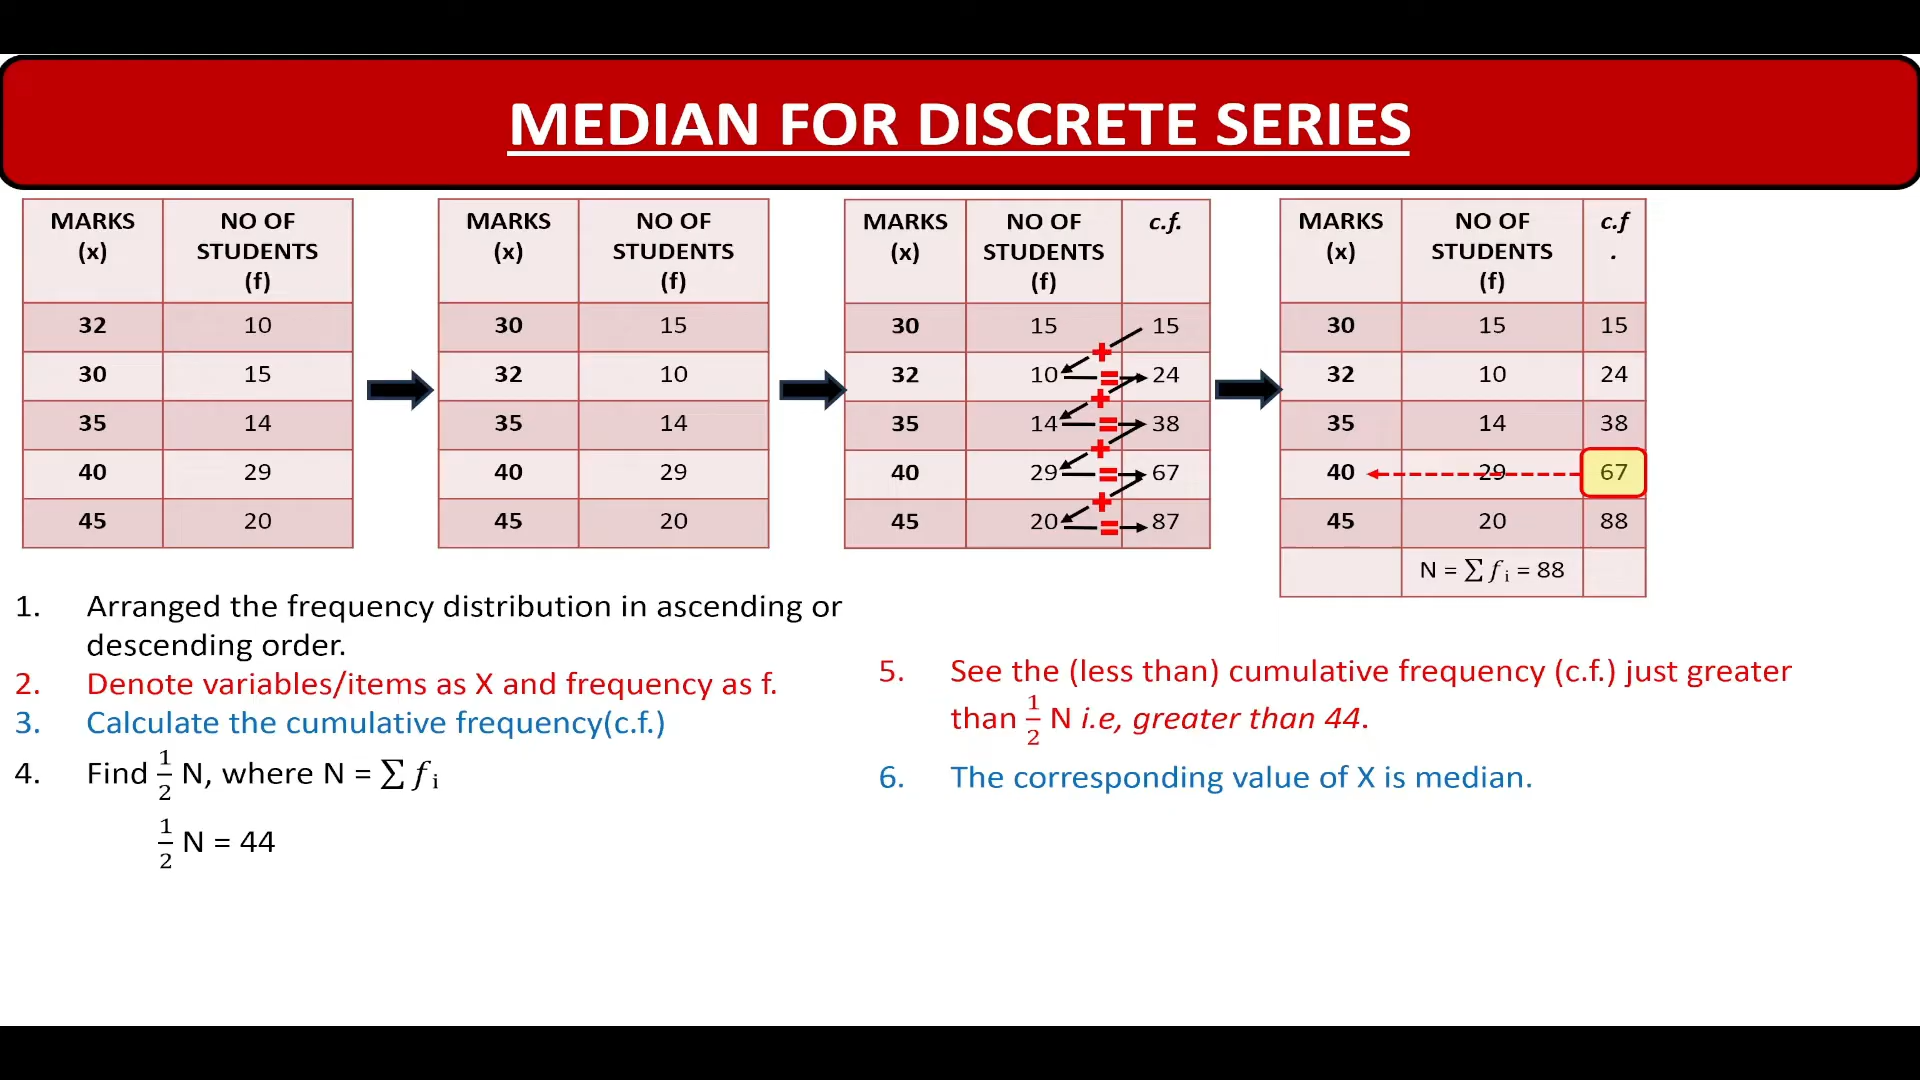 MEDIAN FOR DISCRETE SERIES
MARKS (x) NO OF STUDENTS (f)
32 10
30 15
35 14
40 29
45 20
MARKS (x) NO OF STUDENTS (f)
30 15
32 10
35 14
40 29
45 20
MARKS (x) NO OF STUDENTS (f) c.f.
30 15 15
+
32 10 = 24
+
35 14 = 38
+
40 29 = 67
+
45 20 = 87
MARKS (x) NO OF STUDENTS (f) c.f .
30 15 15
32 10 24
35 14 38
40 29 67
45 20 88
N = ∑ fi = 88
1. Arranged the frequency distribution in ascending or
descending order.
2. Denote variables/items as X and frequency as f.
3. Calculate the cumulative frequency(c.f.)
4. Find 1/2 N, where N = ∑ fi
1/2 N = 44
5. See the (less than) cumulative frequency (c.f.) just greater
than 1/2 N i.e, greater than 44.
6. The corresponding value of X is median.